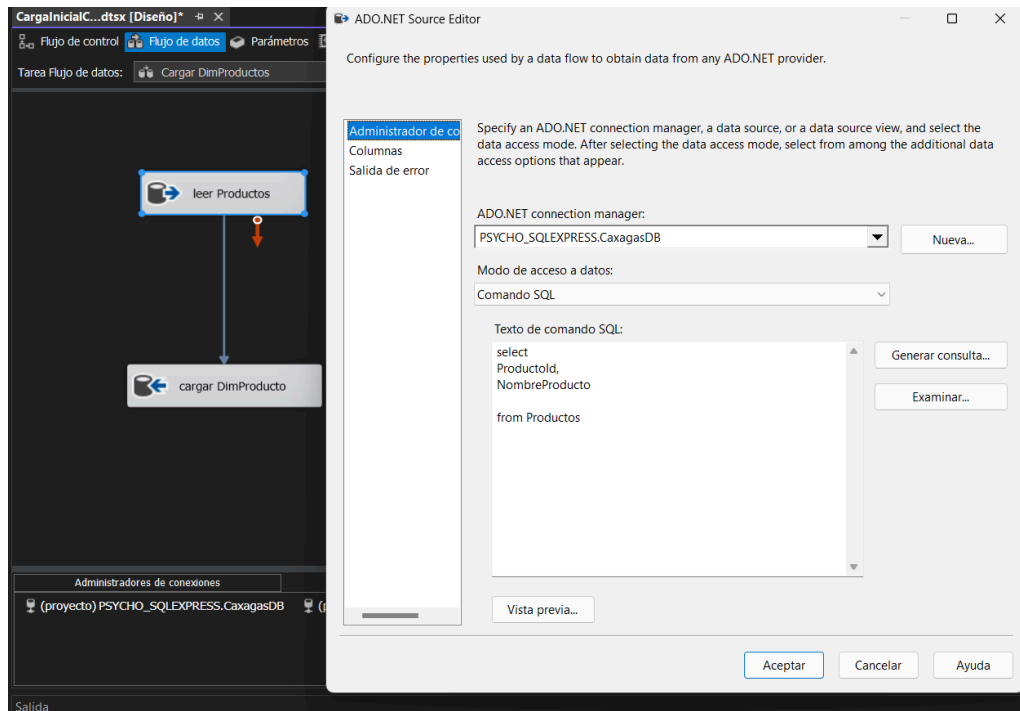 CargaInicialC...dtsx [Diseño]*
Flujo de control
Flujo de datos
Parámetros
Tarea Flujo de datos:
Cargar DimProductos
leer Productos
cargar DimProducto
Administradores de conexiones
(proyecto) PSYCHO_SQLEXPRESS.CaxagasDB
Salida
ADO.NET Source Editor
Configure the properties used by a data flow to obtain data from any ADO.NET provider.
Administrador de co
Columnas
Salida de error
Specify an ADO.NET connection manager, a data source, or a data source view, and select the
data access mode. After selecting the data access mode, select from among the additional data
access options that appear.
ADO.NET connection manager:
PSYCHO_SQLEXPRESS.CaxagasDB
Nueva...
Modo de acceso a datos:
Comando SQL
Texto de comando SQL:
select
ProductoId,
NombreProducto
from Productos
Generar consulta...
Examinar...
Vista previa...
Aceptar
Cancelar
Ayuda